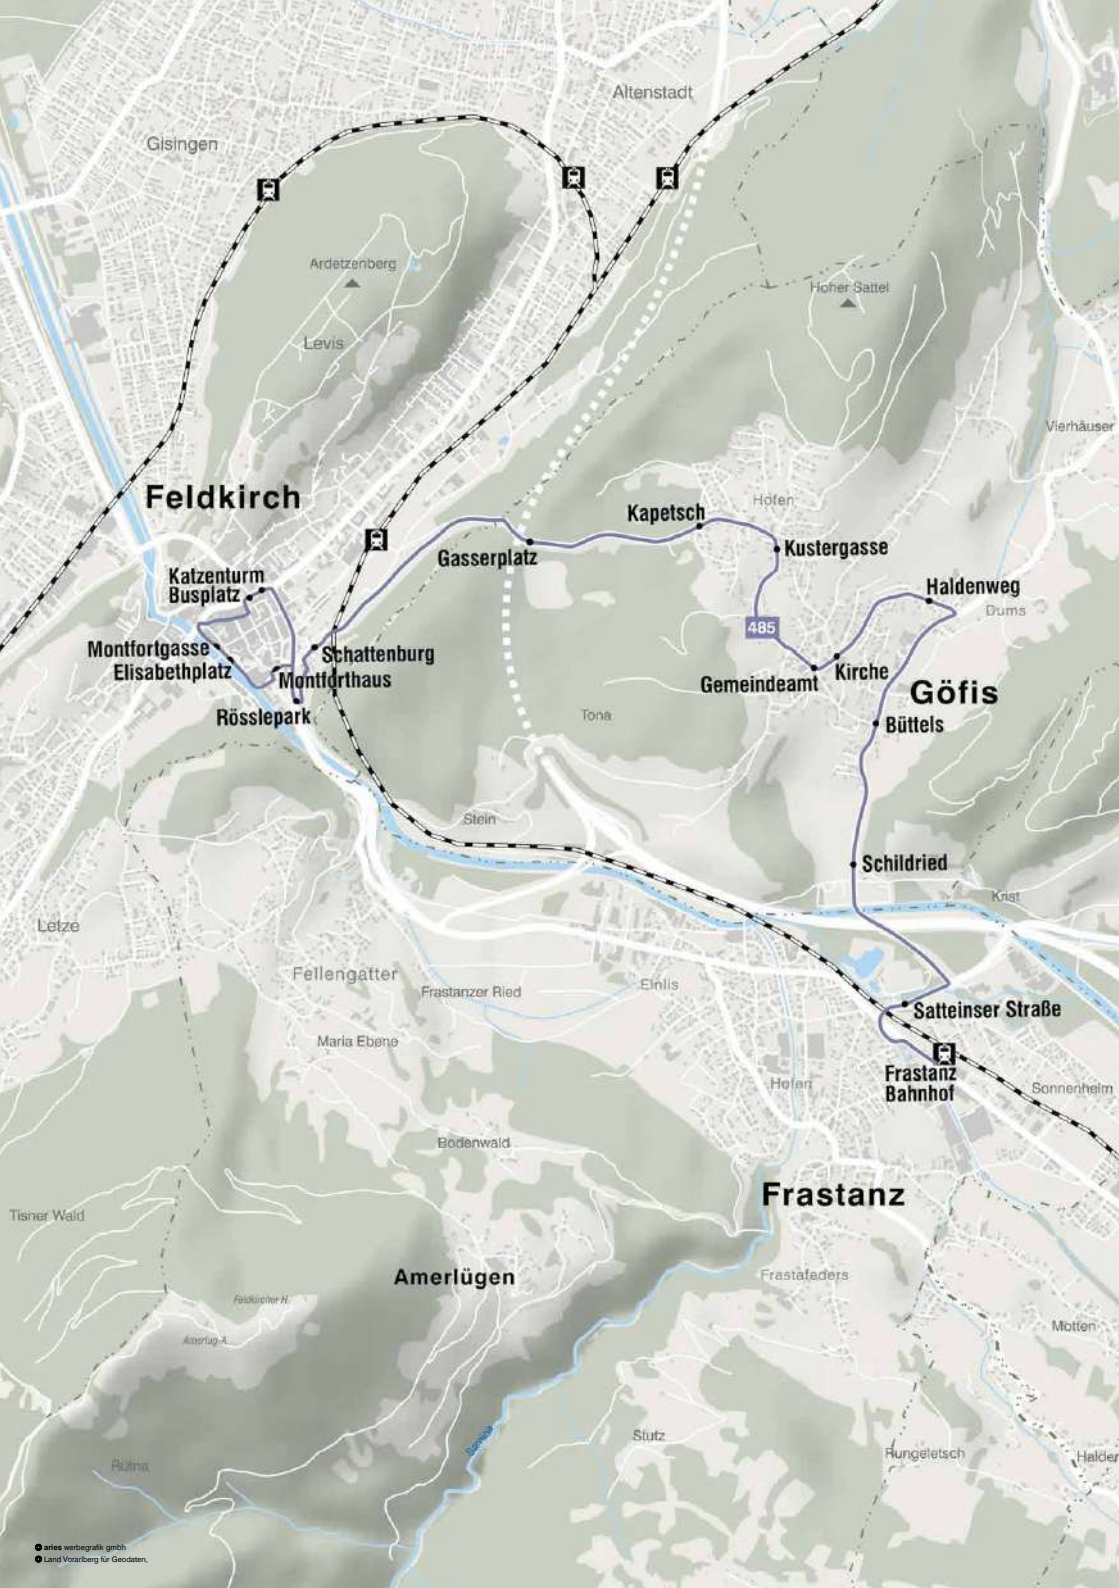 Altenstadt
Gisingen
Ardetzenberg
Hoher Sattel
Levis
Vierhäuser
Feldkirch
Hofen
Kapetsch
Gasserplatz
Kustergasse
Katzenturm
Busplatz
Haldenweg
Dums
485
Montfortgasse
Elisabethplatz
Schattenburg
Montforthaus
Kirche
Gemeindeamt
Göfis
Rösslepark
Tona
Büttels
Stein
Schildried
Krist
Letze
Fellengatter
Frastanzer Ried
Einlis
Satteinser Straße
Maria Ebene
Frastanz
Bahnhof
Hofen
Sonnenheim
Bodenwald
Frastanz
Tisner Wald
Amerlügen
Frastafeders
Feldkircher H.
Motten
Stutz
Rungeletsch
Halden
Rütna
aries werbegrafik gmbh
Land Vorarlberg für Geodaten,